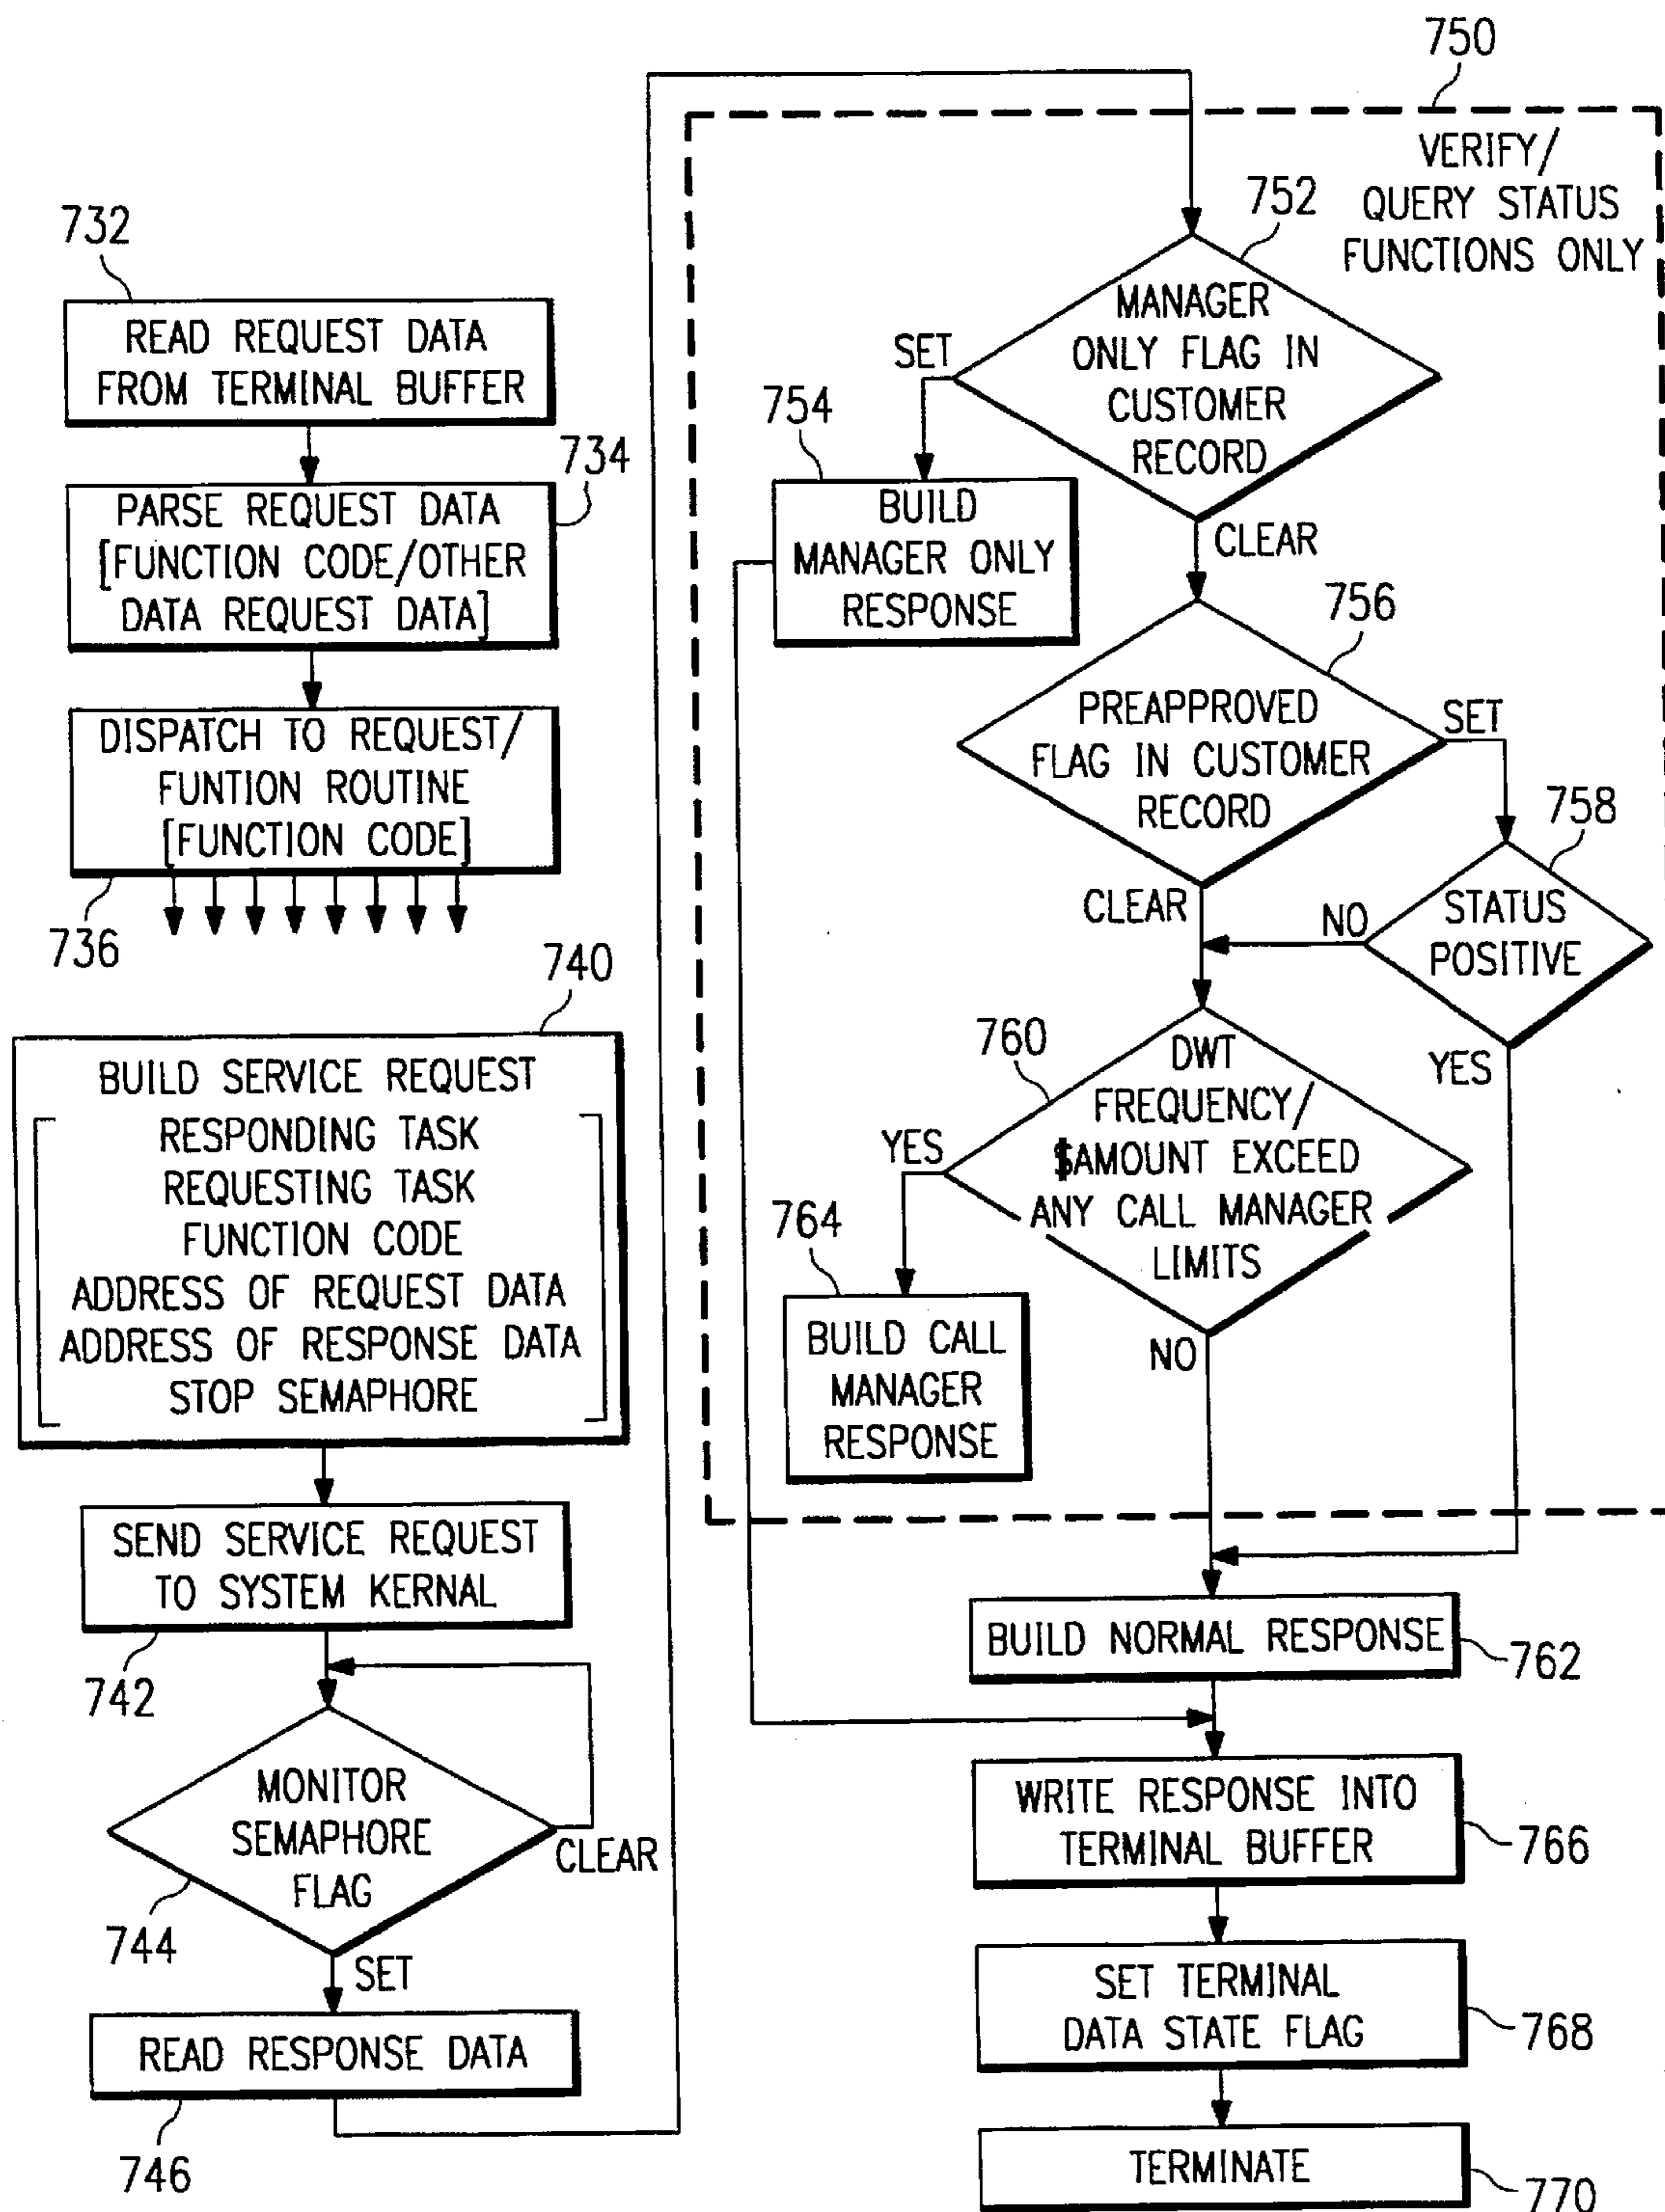 732
READ REQUEST DATA
FROM TERMINAL BUFFER
734
PARSE REQUEST DATA
[FUNCTION CODE/OTHER
DATA REQUEST DATA]
DISPATCH TO REQUEST/
FUNTION ROUTINE
[FUNCTION CODE]
736
740
BUILD SERVICE REQUEST
RESPONDING TASK
REQUESTING TASK
FUNCTION CODE
ADDRESS OF REQUEST DATA
ADDRESS OF RESPONSE DATA
STOP SEMAPHORE
SEND SERVICE REQUEST
TO SYSTEM KERNAL
742
MONITOR
SEMAPHORE
FLAG
CLEAR
744
SET
READ RESPONSE DATA
746
750
VERIFY/
QUERY STATUS
FUNCTIONS ONLY
752
MANAGER
ONLY FLAG IN
CUSTOMER
RECORD
SET
754
BUILD
MANAGER ONLY
RESPONSE
CLEAR
756
PREAPPROVED
FLAG IN CUSTOMER
RECORD
SET
758
STATUS
POSITIVE
CLEAR
NO
YES
760
DWT
FREQUENCY/
$AMOUNT EXCEED
ANY CALL MANAGER
LIMITS
YES
764
BUILD CALL
MANAGER
RESPONSE
NO
BUILD NORMAL RESPONSE
762
WRITE RESPONSE INTO
TERMINAL BUFFER
766
SET TERMINAL
DATA STATE FLAG
768
TERMINATE
770